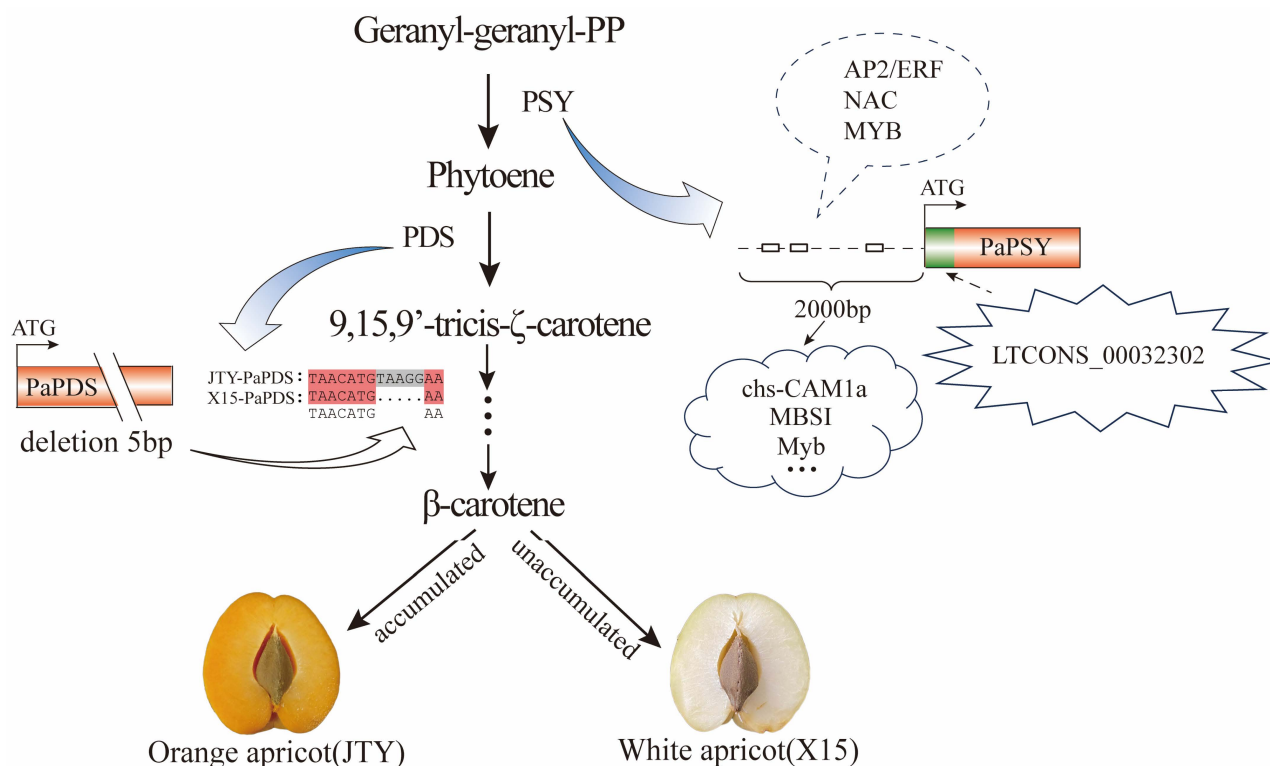 Geranyl-geranyl-PP
PSY
AP2/ERF
NAC
MYB
Phytoene
ATG
PaPSY
PDS
2000bp
9,15,9’-tricis-ζ-carotene
LTCONS_00032302
ATG
PaPDS
JTY-PaPDS: TAACATGTAAGGAA
X15-PaPDS: TAACATG.....AA
TAACATG AA
deletion 5bp
chs-CAM1a
MBSI
Myb
•••
β-carotene
accumulated
unaccumulated
Orange apricot(JTY)
White apricot(X15)